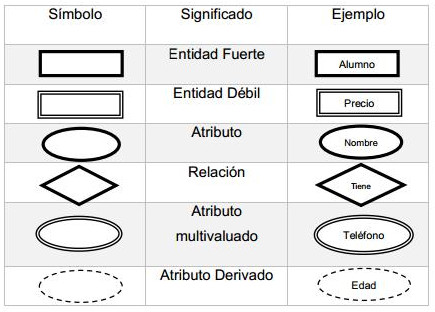 Símbolo Significado Ejemplo
Entidad Fuerte Alumno
Entidad Débil Precio
Atributo Nombre
Relación Tiene
Atributo
multivaluado Teléfono
Atributo Derivado Edad